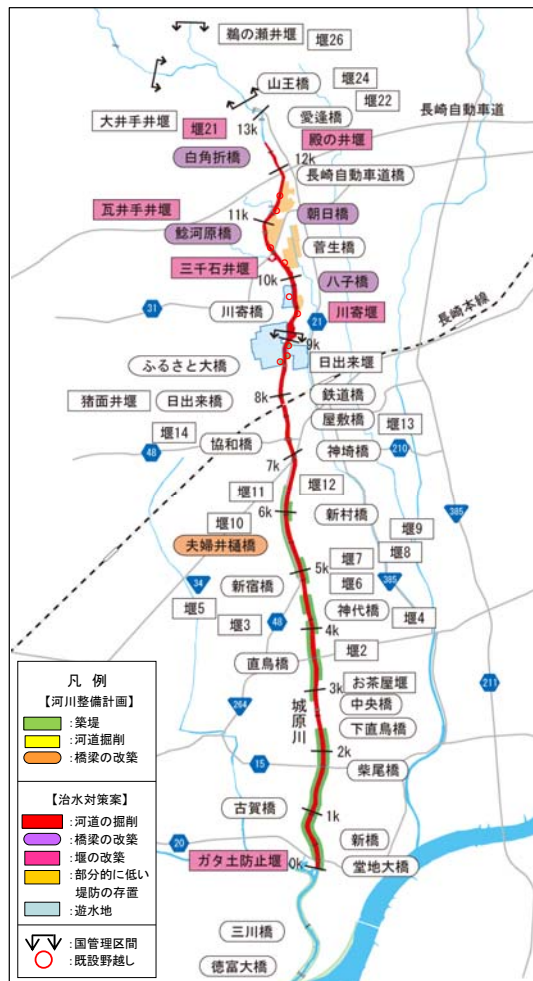 鵜の瀬井堰
堰26
山王橋
堰24
堰22
大井手井堰
13k
愛逢橋
長崎自動車道
堰21
殿の井堰
白角折橋
12k
長崎自動車道橋
瓦井手井堰
11k
朝日橋
鯰河原橋
菅生橋
三千石井堰
10k
八子橋
31
川寄橋
21
川寄堰
長崎本線
9k
日出来堰
ふるさと大橋
猪面井堰
日出来橋
8k
鉄道橋
屋敷橋
堰13
堰14
48
協和橋
7k
神埼橋
210
堰11
堰12
385
堰10
6k
新村橋
堰9
夫婦井樋橋
堰7
堰8
5k
34
新宿橋
堰6
385
堰5
堰3
48
神代橋
堰4
4k
直鳥橋
堰2
211
3k
お茶屋堰
264
城原川
中央橋
下直鳥橋
15
2k
柴尾橋
古賀橋
1k
20
新橋
ガタ土防止堰
0k
堂地大橋
三川橋
徳富大橋
凡 例
【河川整備計画】
:築堤
:河道掘削
:橋梁の改築
【治水対策案】
:河道の掘削
:橋梁の改築
:堰の改築
:部分的に低い
堤防の存置
:遊水地
:国管理区間
:既設野越し